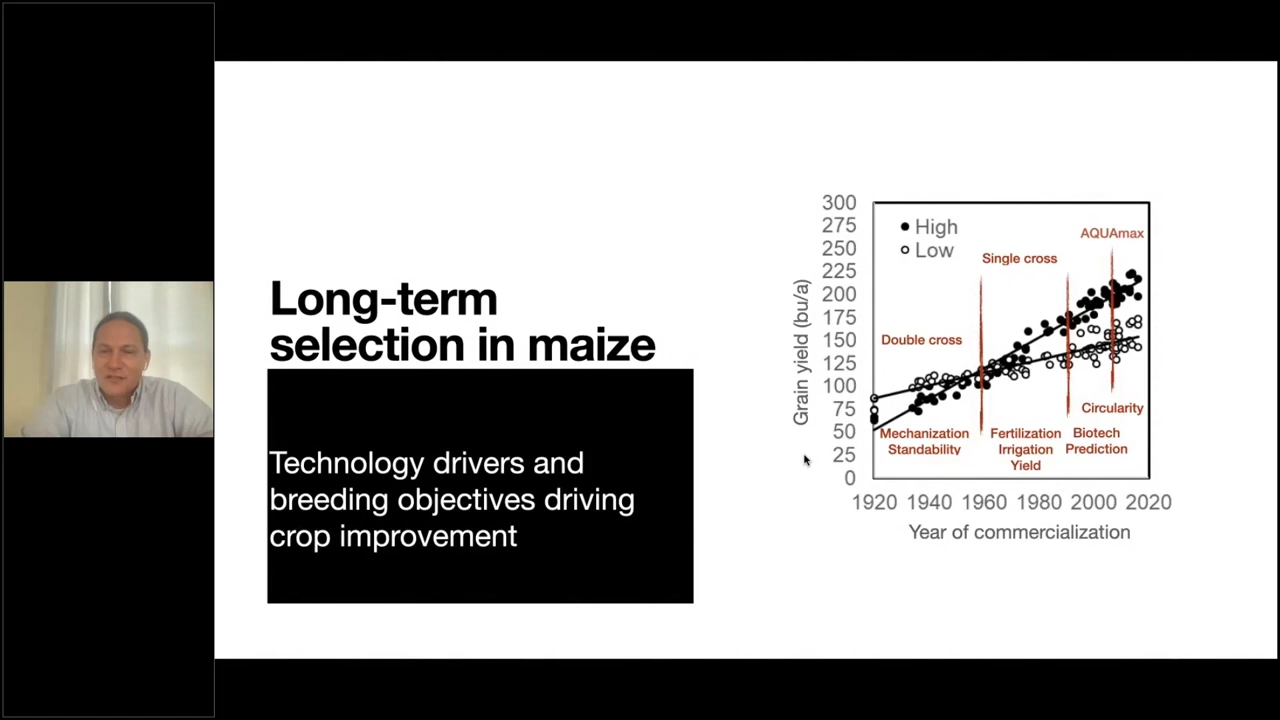 Long-term
selection in maize
Technology drivers and
breeding objectives driving
crop improvement
300
275
250
225
200
175
150
125
100
75
50
25
0
Grain yield (bu/a)
High
Low
AQUAmax
Single cross
Double cross
Circularity
Mechanization
Standability
Fertilization
Irrigation
Yield
Biotech
Prediction
1920 1940 1960 1980 2000 2020
Year of commercialization